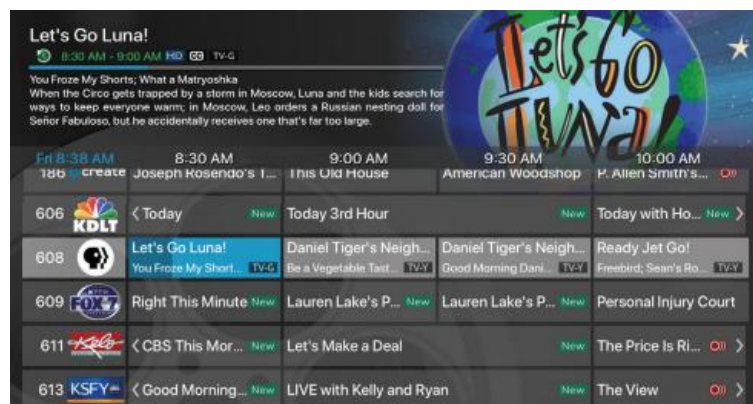 Let's Go Luna!
8:30 AM - 9:00 AM HD CC TV-G
You Froze My Shorts; What a Matryoshka
When the Circo gets trapped by a storm in Moscow, Luna and the kids search for
ways to keep everyone warm; in Moscow, Leo orders a Russian nesting doll for
Señor Fabuloso, but he accidentally receives one that's far too large.
LET'S GO LUNA!
Fri 8:38 AM 8:30 AM 9:00 AM 9:30 AM 10:00 AM
186 create Joseph Rosendo's T... This Old House American Woodshop P. Allen Smith's...
606 KDLT Today New Today 3rd Hour New Today with Ho... New
608 Let's Go Luna! Daniel Tiger's Neigh... Daniel Tiger's Neigh... Ready Jet Go!
You Froze My Short... TV-G Be a Vegetable Tast... TV-Y Good Morning Dani... TV-Y Freebird; Sean's Ro... TV-Y
609 FOX 7 Right This Minute New Lauren Lake's P... New Lauren Lake's P... New Personal Injury Court
611 Kelo CBS This Mor... New Let's Make a Deal New The Price Is Ri...
613 KSFY Good Morning... New LIVE with Kelly and Ryan New The View